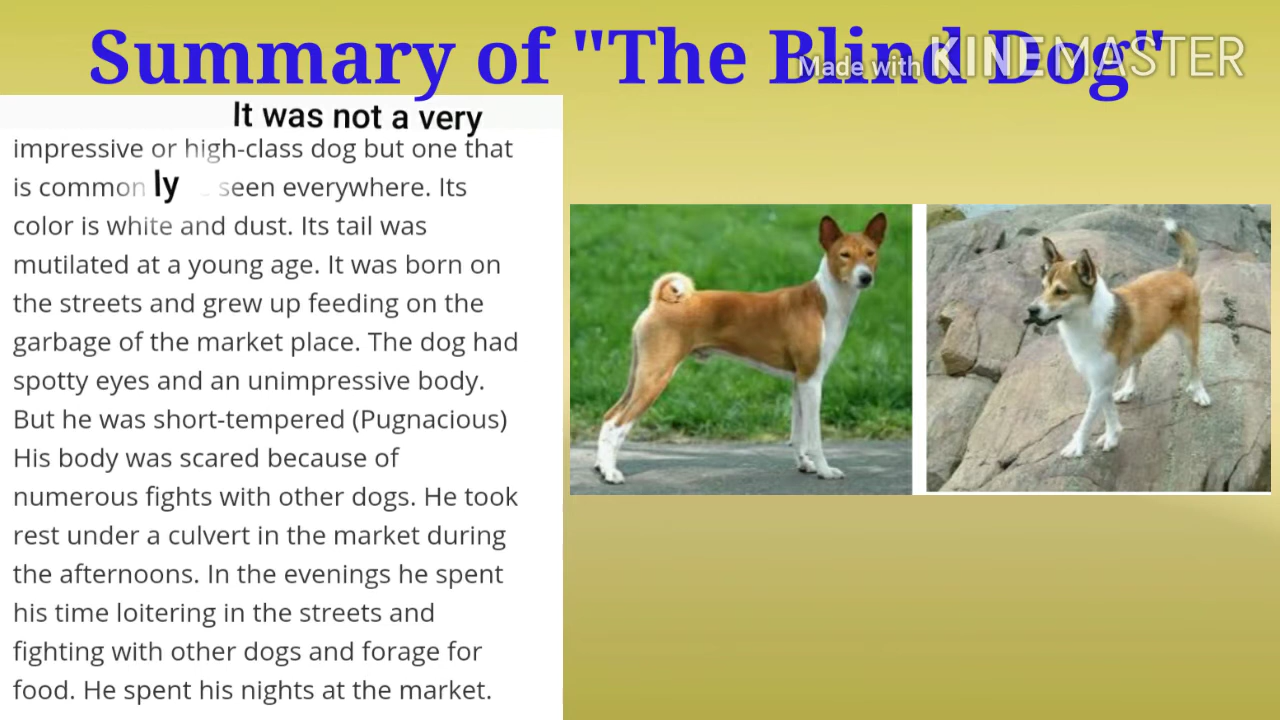 Summary of "The Blind Dog"
Made with KINEMASTER
It was not a very
impressive or high-class dog but one that
is commonly seen everywhere. Its
color is white and dust. Its tail was
mutilated at a young age. It was born on
the streets and grew up feeding on the
garbage of the market place. The dog had
spotty eyes and an unimpressive body.
But he was short-tempered (Pugnacious)
His body was scared because of
numerous fights with other dogs. He took
rest under a culvert in the market during
the afternoons. In the evenings he spent
his time loitering in the streets and
fighting with other dogs and forage for
food. He spent his nights at the market.